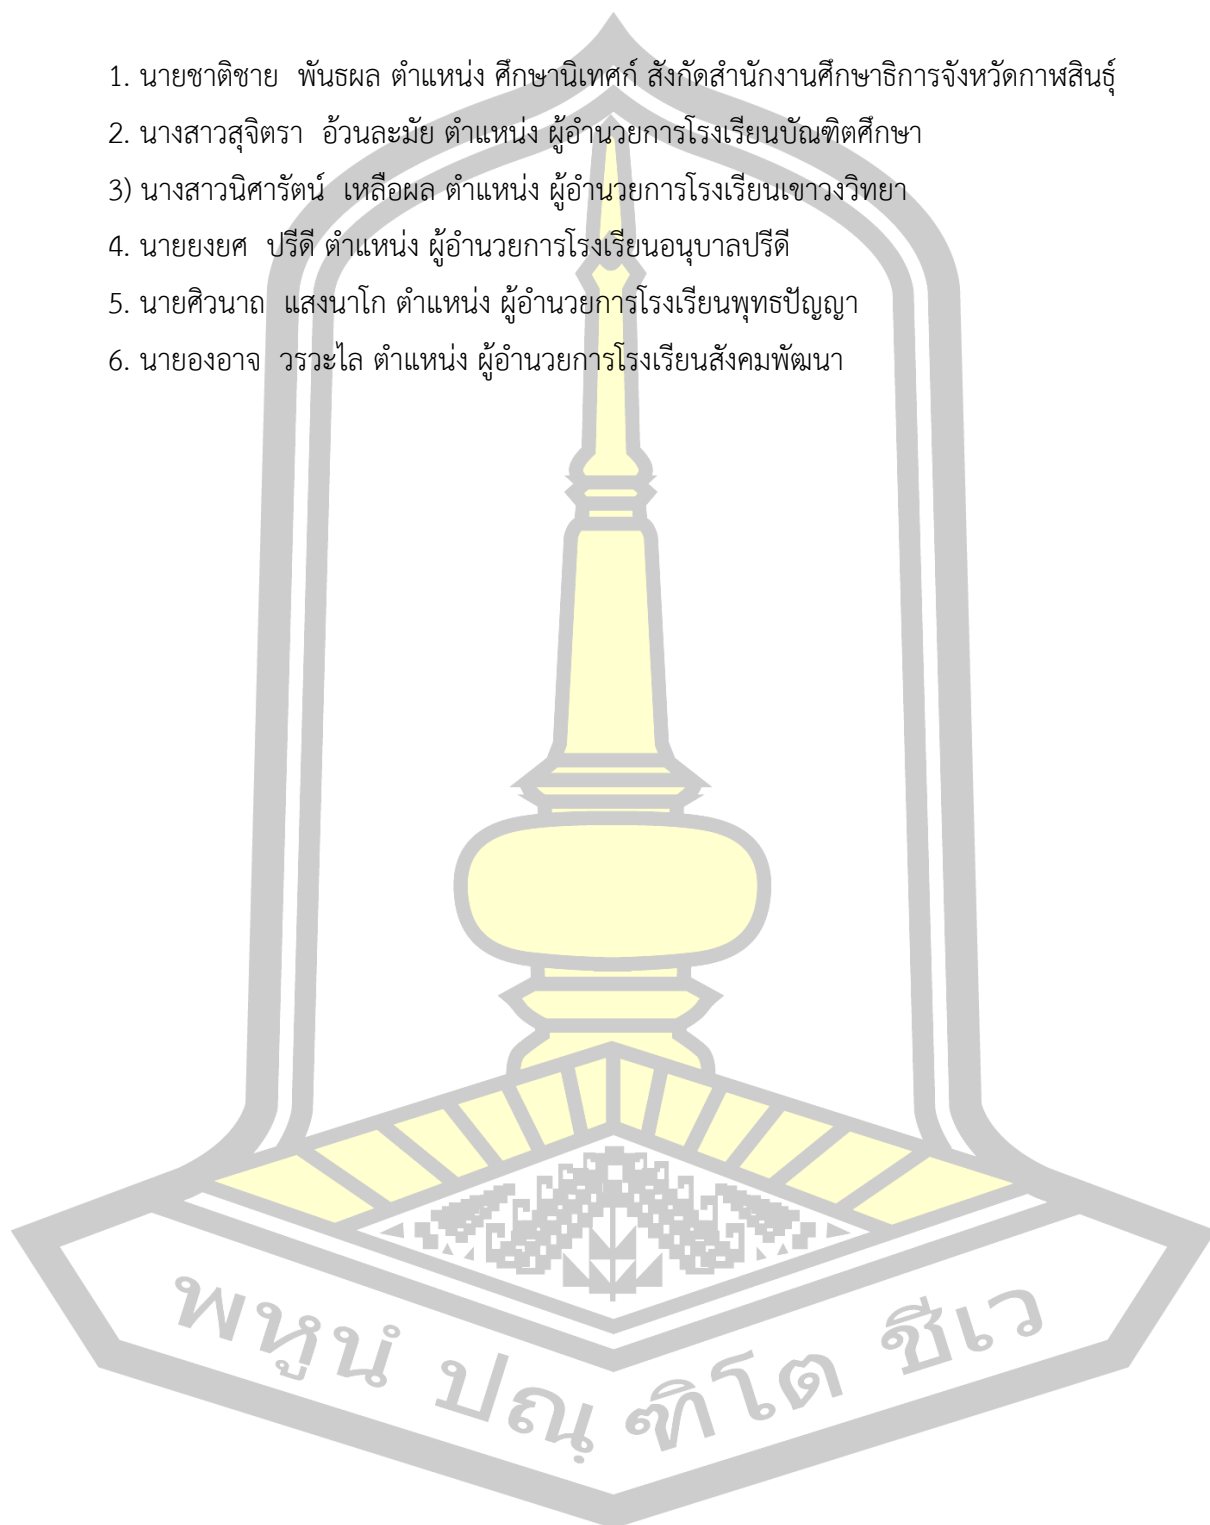 1. นายชาติชาย  พันธผล ตำแหน่ง ศึกษานิเทศก์ สังกัดสำนักงานศึกษาธิการจังหวัดกาฬสินธุ์
2. นางสาวสุจิตรา  อ้วนละมัย ตำแหน่ง ผู้อำนวยการโรงเรียนบัณฑิตศึกษา
3) นางสาวนิศารัตน์  เหลือผล ตำแหน่ง ผู้อำนวยการโรงเรียนเขาวงวิทยา
4. นายยงยศ  ปรีดี ตำแหน่ง ผู้อำนวยการโรงเรียนอนุบาลปรีดี
5. นายศิวนาถ  แสงนาโก ตำแหน่ง ผู้อำนวยการโรงเรียนพุทธปัญญา
6. นายองอาจ  วรวะไล ตำแหน่ง ผู้อำนวยการโรงเรียนสังคมพัฒนา
พหูนํ ปณฺฑิโต ชีเว